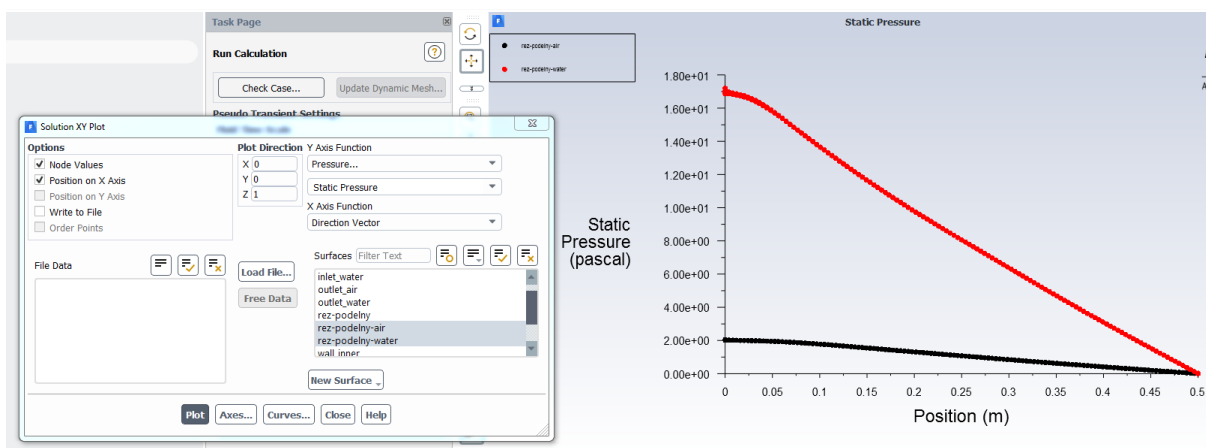 Task Page
Run Calculation
Check Case...
Update Dynamic Mesh...
Pseudo Transient Settings
Solution XY Plot
Options
Node Values
Position on X Axis
Position on Y Axis
Write to File
Order Points
Plot Direction
X 0
Y 0
Z 1
Y Axis Function
Pressure...
Static Pressure
X Axis Function
Direction Vector
File Data
Load File...
Free Data
Surfaces Filter Text
inlet_water
outlet_air
outlet_water
rez-podelny
rez-podelny-air
rez-podelny-water
wall_inner
New Surface
Plot
Axes...
Curves...
Close
Help
Static Pressure
rez-podelny-air
rez-podelny-water
1.80e+01
1.60e+01
1.40e+01
1.20e+01
1.00e+01
8.00e+00
6.00e+00
4.00e+00
2.00e+00
0.00e+00
Static
Pressure
(pascal)
0 0.05 0.1 0.15 0.2 0.25 0.3 0.35 0.4 0.45 0.5
Position (m)